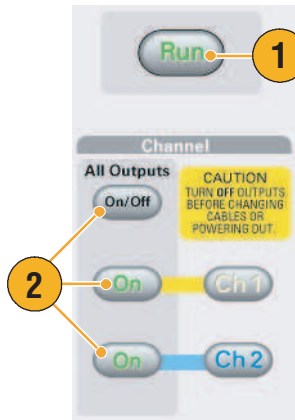 Run
1
Channel
All Outputs
On/Off
CAUTION
TURN OFF OUTPUTS
BEFORE CHANGING
CABLES OR
POWERING DUT.
2
On
Ch 1
On
Ch 2